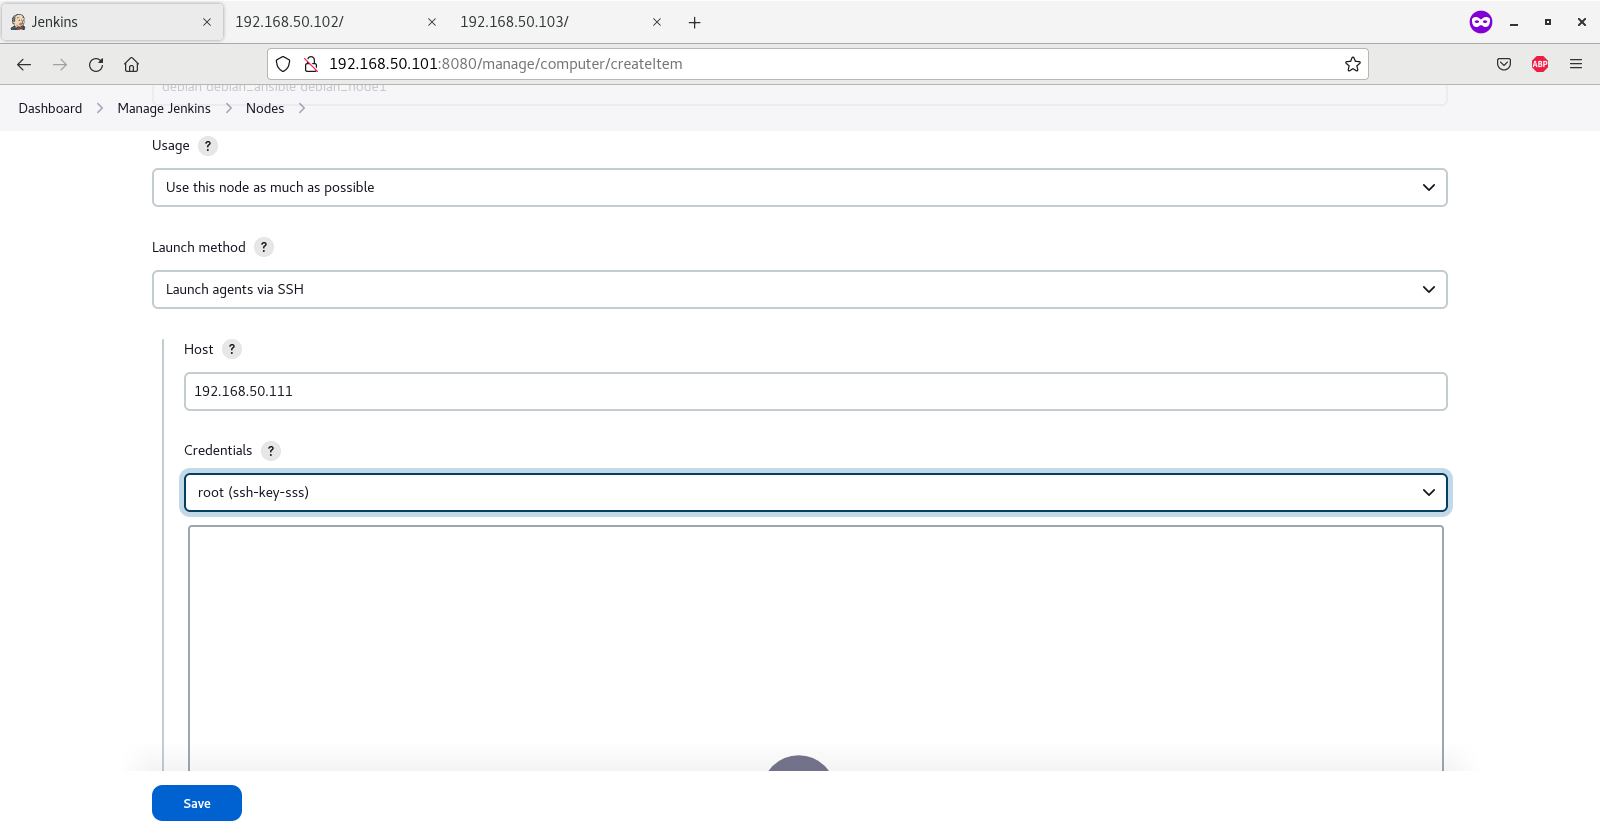 Jenkins
192.168.50.102/
192.168.50.103/
192.168.50.101:8080/manage/computer/createItem
ABP
debian debian_ansible debian_node1
Dashboard
Manage Jenkins
Nodes
Usage ?
Use this node as much as possible
Launch method ?
Launch agents via SSH
Host ?
192.168.50.111
Credentials ?
root (ssh-key-sss)
Save